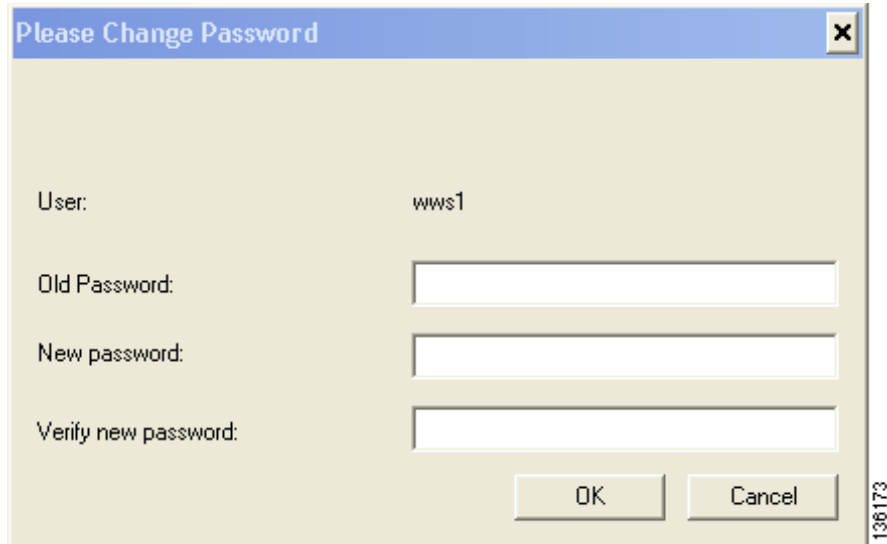 Please Change Password
User: wws1
Old Password:
New password:
Verify new password:
OK Cancel
136173